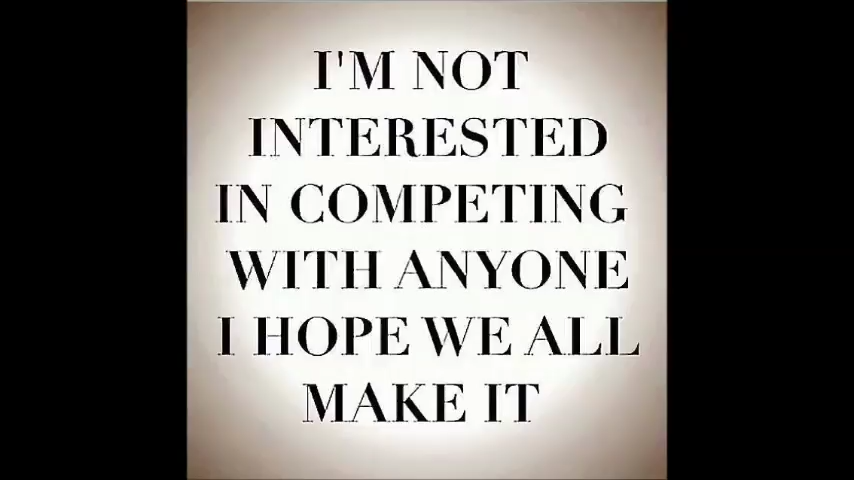 I'M NOT
INTERESTED
IN COMPETING
WITH ANYONE
I HOPE WE ALL
MAKE IT